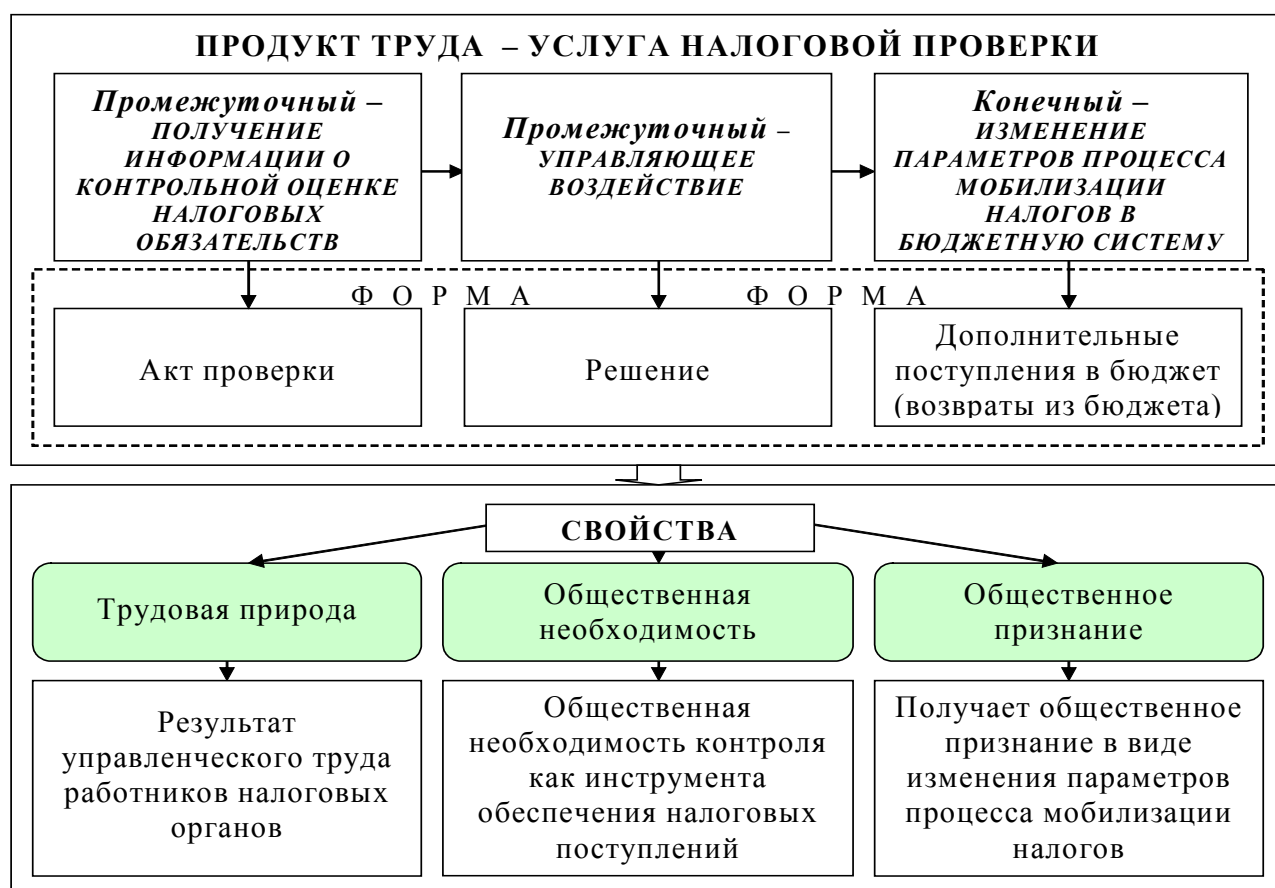 ПРОДУКТ ТРУДА – УСЛУГА НАЛОГОВОЙ ПРОВЕРКИ
Промежуточный –
ПОЛУЧЕНИЕ
ИНФОРМАЦИИ О
КОНТРОЛЬНОЙ ОЦЕНКЕ
НАЛОГОВЫХ
ОБЯЗАТЕЛЬСТВ
Промежуточный –
УПРАВЛЯЮЩЕЕ
ВОЗДЕЙСТВИЕ
Конечный –
ИЗМЕНЕНИЕ
ПАРАМЕТРОВ ПРОЦЕССА
МОБИЛИЗАЦИИ
НАЛОГОВ В
БЮДЖЕТНУЮ СИСТЕМУ
Ф О Р М А
Ф О Р М А
Акт проверки
Решение
Дополнительные
поступления в бюджет
(возвраты из бюджета)
СВОЙСТВА
Трудовая природа
Общественная
необходимость
Общественное
признание
Результат
управленческого труда
работников налоговых
органов
Общественная
необходимость контроля
как инструмента
обеспечения налоговых
поступлений
Получает общественное
признание в виде
изменения параметров
процесса мобилизации
налогов